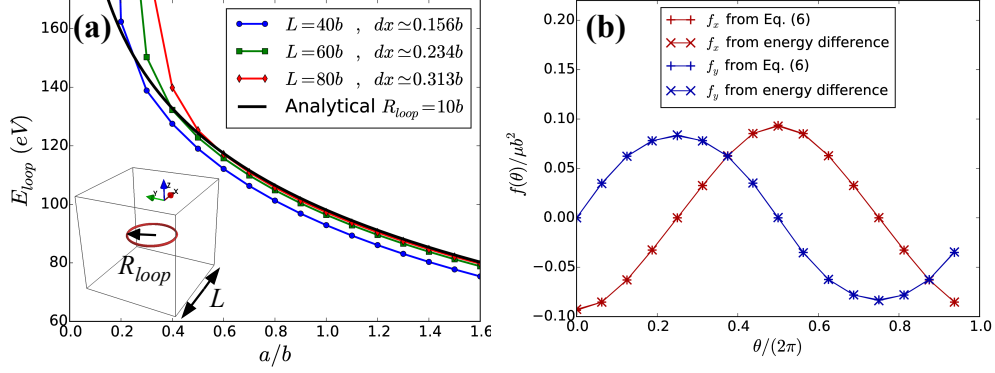 (a)
L=40b , dx≃0.156b
L=60b , dx≃0.234b
L=80b , dx≃0.313b
Analytical R_loop=10b
E_loop (eV)
160
140
120
100
80
60
0.0 0.2 0.4 0.6 0.8 1.0 1.2 1.4 1.6
a/b
z
Y X
R_loop
L
(b)
f_x from Eq. (6)
f_x from energy difference
f_y from Eq. (6)
f_y from energy difference
f(θ)/μb²
0.20
0.15
0.10
0.05
0.00
−0.05
−0.10
0.0 0.2 0.4 0.6 0.8 1.0
θ/(2π)